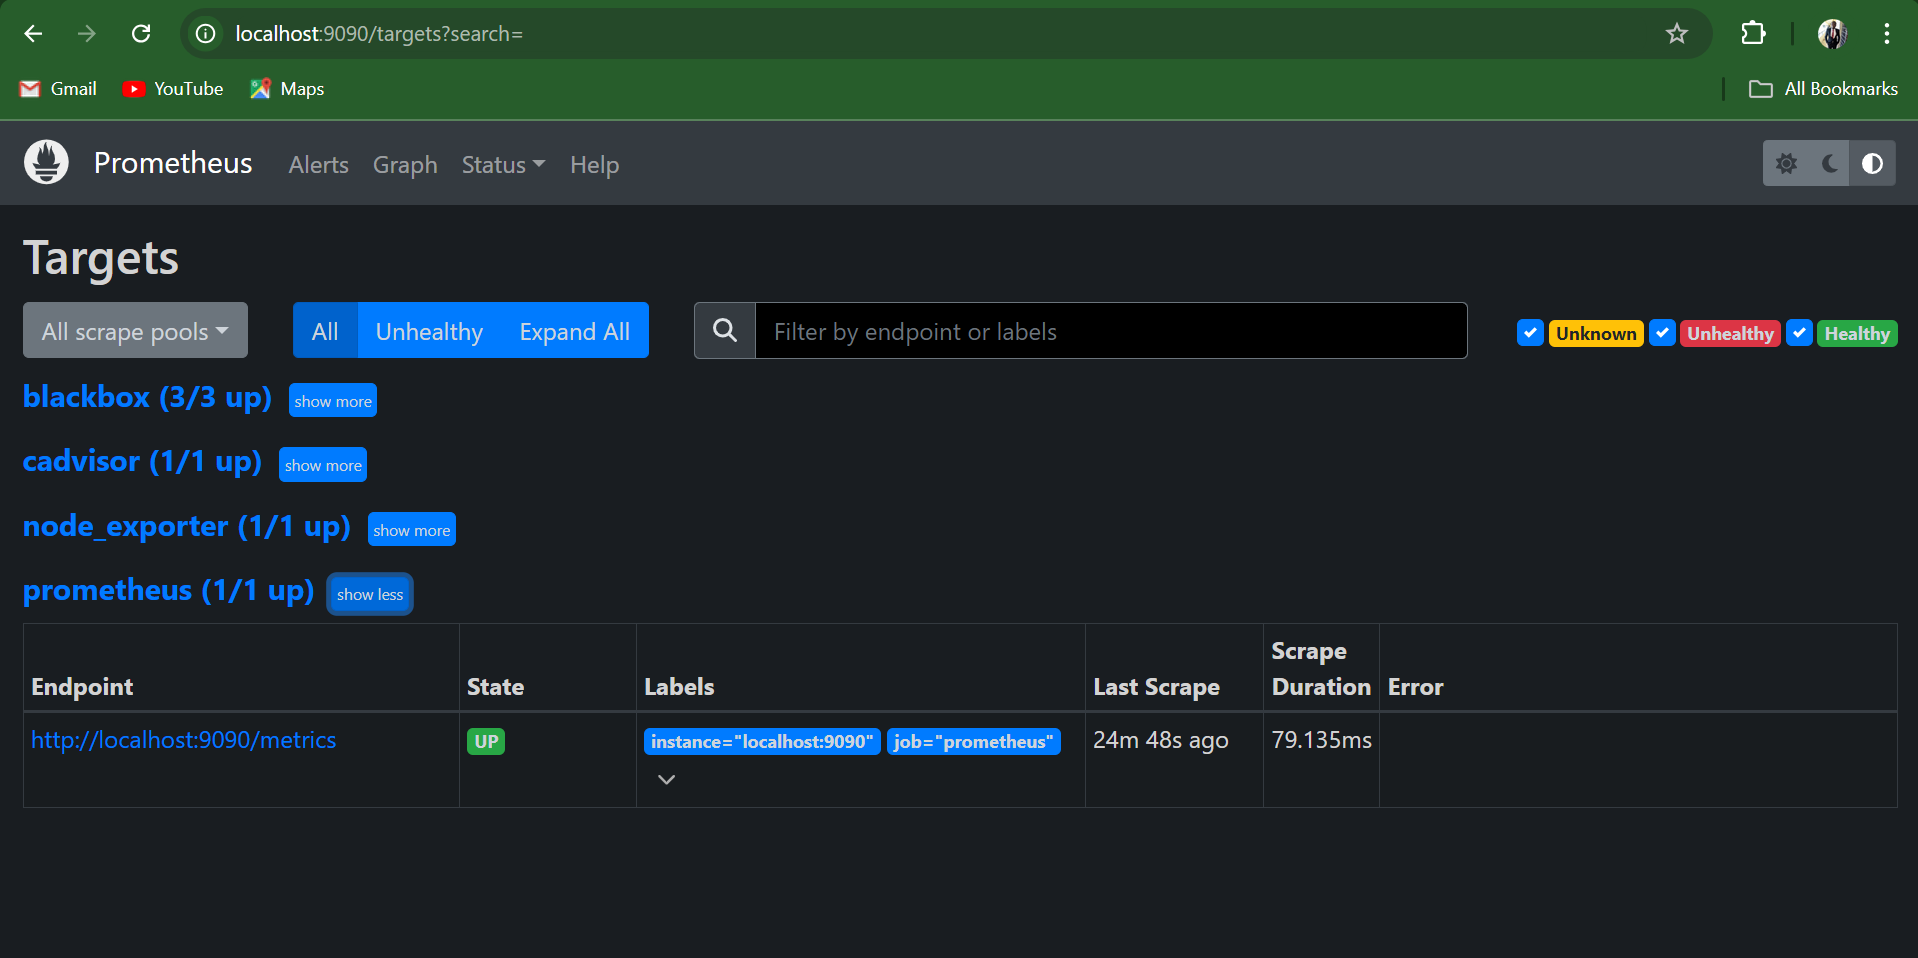 localhost:9090/targets?search=
Gmail YouTube Maps All Bookmarks
Prometheus Alerts Graph Status Help
Targets
All scrape pools All Unhealthy Expand All Filter by endpoint or labels Unknown Unhealthy Healthy
blackbox (3/3 up) show more
cadvisor (1/1 up) show more
node_exporter (1/1 up) show more
prometheus (1/1 up) show less
Endpoint State Labels Last Scrape Scrape Duration Error
http://localhost:9090/metrics UP instance="localhost:9090" job="prometheus" 24m 48s ago 79.135ms